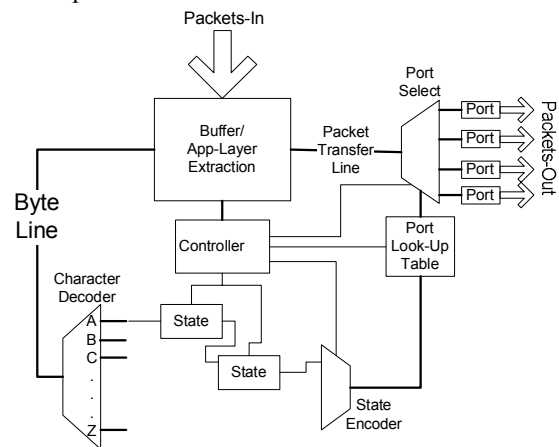 Packets-In
Buffer/
App-Layer
Extraction
Packet
Transfer
Line
Port
Select
Port
Port
Port
Port
Packets-Out
Byte
Line
Controller
Port
Look-Up
Table
Character
Decoder
A
B
C
.
.
.
.
Z
State
State
State
Encoder